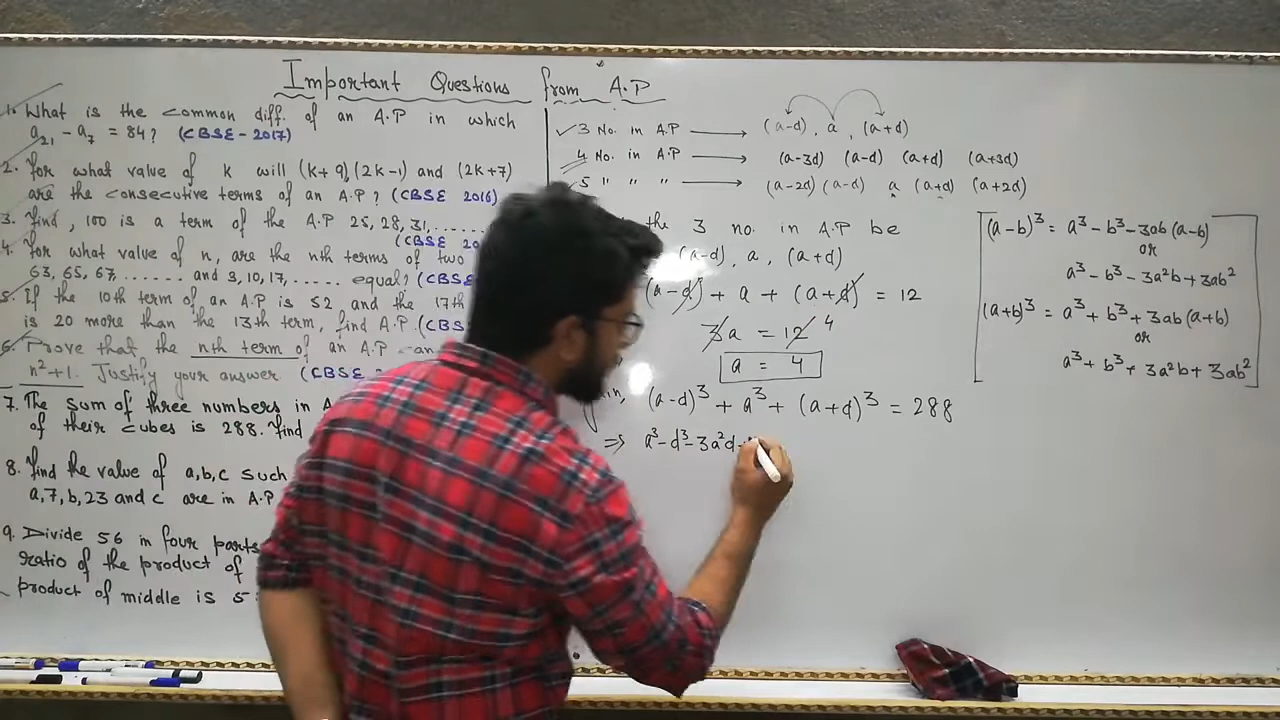 Important Questions from A.P
1. What is the common diff. of an A.P in which
a₂₁ - a₇ = 84? (CBSE-2017)
2. For what value of k will (k+9)(2k-1) and (2k+7)
are the consecutive terms of an A.P? (CBSE 2016)
3. Find, 100 is a term of the A.P 25, 28, 31, ......
(CBSE 20
4. For what value of n, are the nth terms of two
63, 65, 67, ...... and 3, 10, 17, ...... equal? (CBSE
5. If the 10th term of an A.P is 52 and the 17th
is 20 more than the 13th term, find A.P. (CBS
6. Prove that the nth term of an A.P can
n²+1. Justify your answer. (CBSE
7. The sum of three numbers in A
of their cubes is 288. Find
8. Find the value of a,b,c such
a, 7, b, 23 and c are in A.P
9. Divide 56 in four parts
ratio of the product of
product of middle is 5
3 No. in A.P → (a-d), a, (a+d)
4 No. in A.P → (a-3d) (a-d) (a+d) (a+3d)
5 " " " → (a-2d) (a-d) a (a+d) (a+2d)
the 3 no. in A.P be
(a-d), a, (a+d)
(a-d) + a + (a+d) = 12
3a = 12 4
a = 4
(a-d)³ + a³ + (a+d)³ = 288
⇒ a³-d³-3a²d
(a-b)³ = a³-b³-3ab(a-b)
or
a³-b³-3a²b+3ab²
(a+b)³ = a³+b³+3ab(a+b)
or
a³+b³+3a²b+3ab²